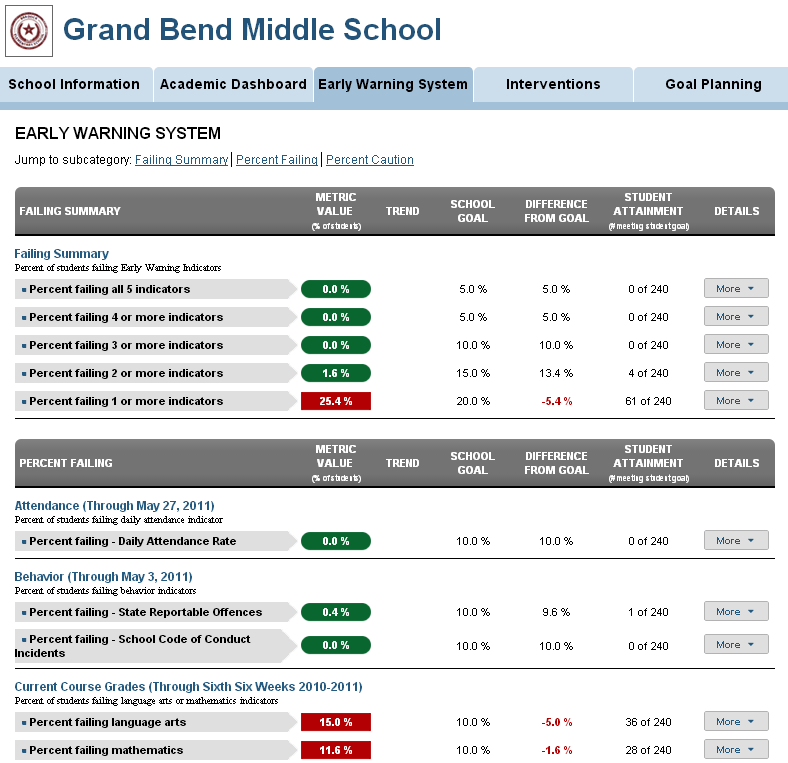 Grand Bend Middle School
School Information Academic Dashboard Early Warning System Interventions Goal Planning
EARLY WARNING SYSTEM
Jump to subcategory: Failing Summary | Percent Failing | Percent Caution
FAILING SUMMARY METRIC VALUE (% of students) TREND SCHOOL GOAL DIFFERENCE FROM GOAL STUDENT ATTAINMENT (# meeting student goal) DETAILS
Failing Summary
Percent of students failing Early Warning Indicators
Percent failing all 5 indicators 0.0 % 5.0 % 5.0 % 0 of 240 More
Percent failing 4 or more indicators 0.0 % 5.0 % 5.0 % 0 of 240 More
Percent failing 3 or more indicators 0.0 % 10.0 % 10.0 % 0 of 240 More
Percent failing 2 or more indicators 1.6 % 15.0 % 13.4 % 4 of 240 More
Percent failing 1 or more indicators 25.4 % 20.0 % -5.4 % 61 of 240 More
PERCENT FAILING METRIC VALUE (% of students) TREND SCHOOL GOAL DIFFERENCE FROM GOAL STUDENT ATTAINMENT (# meeting student goal) DETAILS
Attendance (Through May 27, 2011)
Percent of students failing daily attendance indicator
Percent failing - Daily Attendance Rate 0.0 % 10.0 % 10.0 % 0 of 240 More
Behavior (Through May 3, 2011)
Percent of students failing behavior indicators
Percent failing - State Reportable Offences 0.4 % 10.0 % 9.6 % 1 of 240 More
Percent failing - School Code of Conduct
Incidents 0.0 % 10.0 % 10.0 % 0 of 240 More
Current Course Grades (Through Sixth Six Weeks 2010-2011)
Percent of students failing language arts or mathematics indicators
Percent failing language arts 15.0 % 10.0 % -5.0 % 36 of 240 More
Percent failing mathematics 11.6 % 10.0 % -1.6 % 28 of 240 More